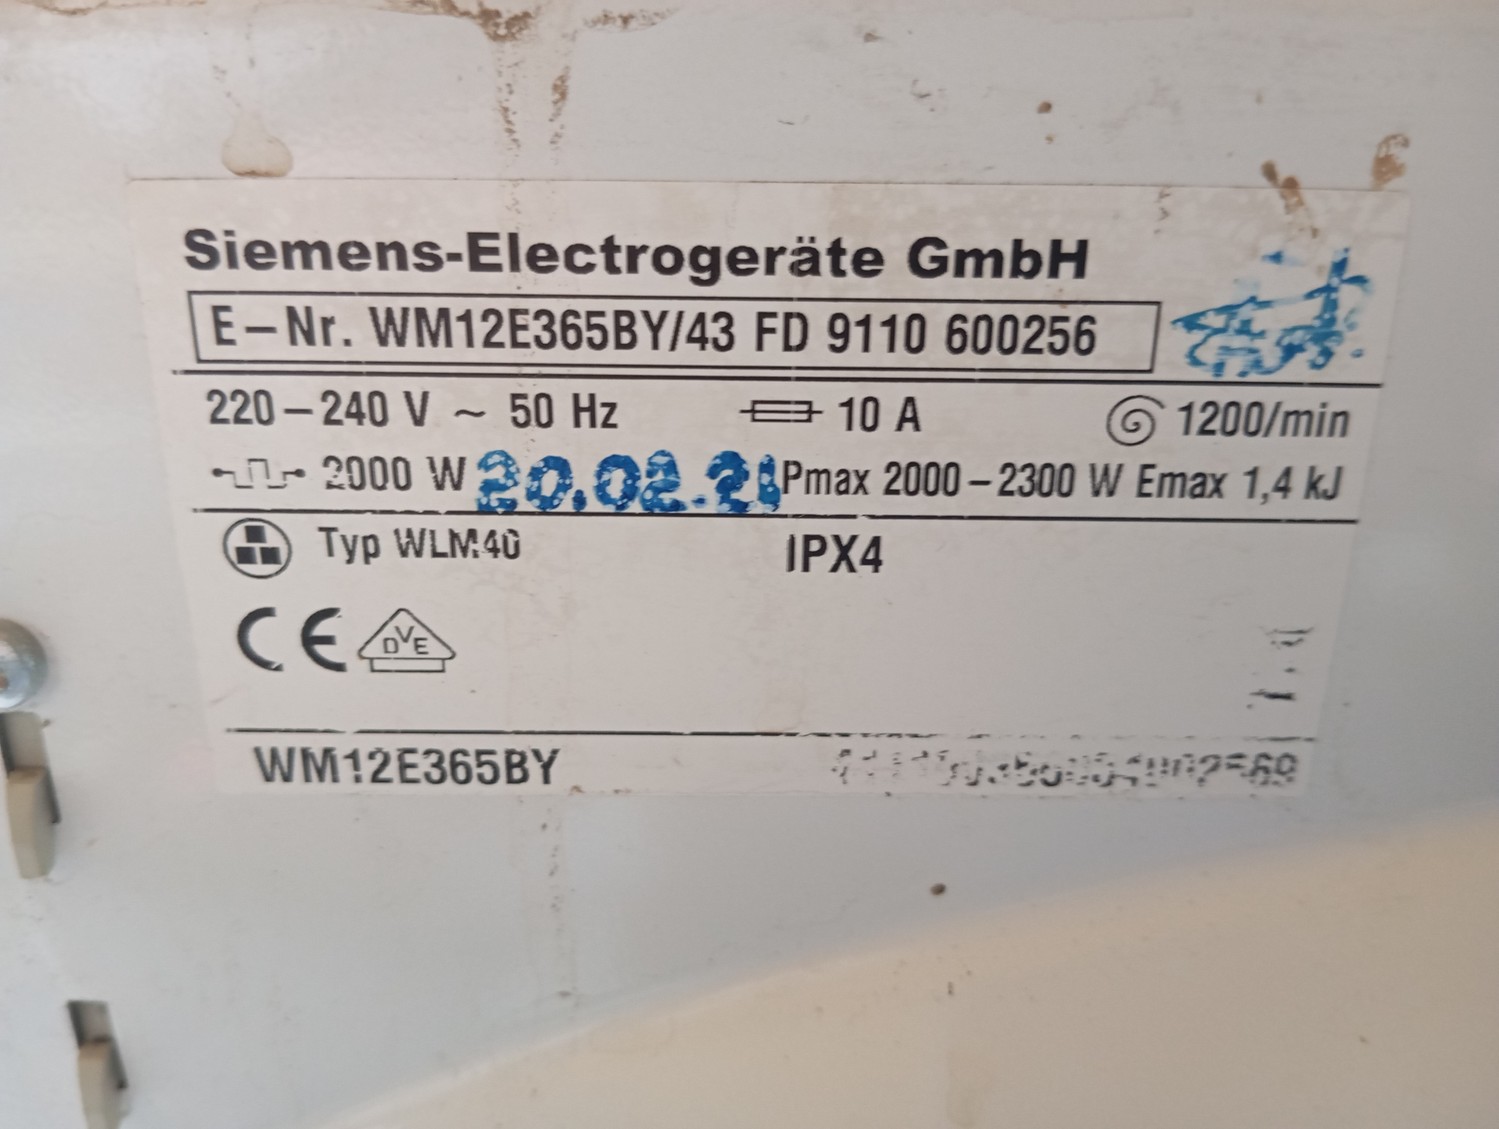 Siemens-Electrogeräte GmbH
E-Nr. WM12E365BY/43 FD 9110 600256
220-240 V ~ 50 Hz 10 A 1200/min
2000 W 20.02.21 Pmax 2000-2300 W Emax 1,4 kJ
Typ WLM40 IPX4
CE DVE
WM12E365BY